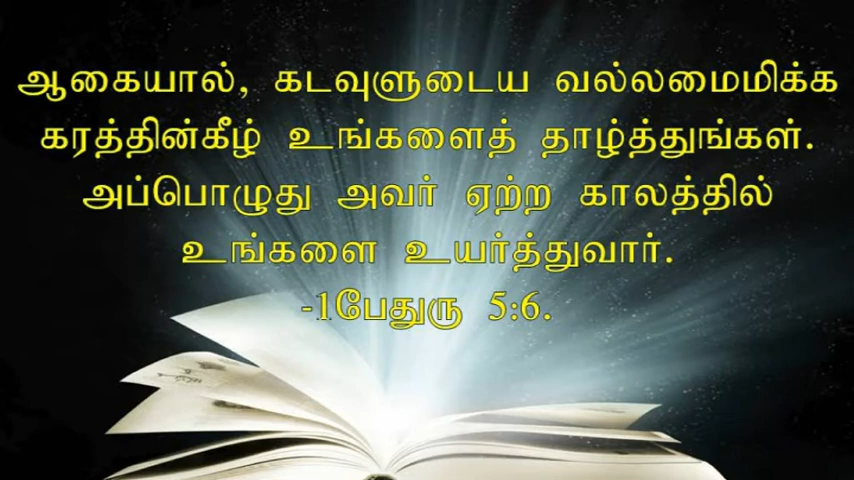 ஆகையால், கடவுளுடைய வல்லமைமிக்க
கரத்தின்கீழ் உங்களைத் தாழ்த்துங்கள்.
அப்பொழுது அவர் ஏற்ற காலத்தில்
உங்களை உயர்த்துவார்.
-1பேதுரு 5:6.